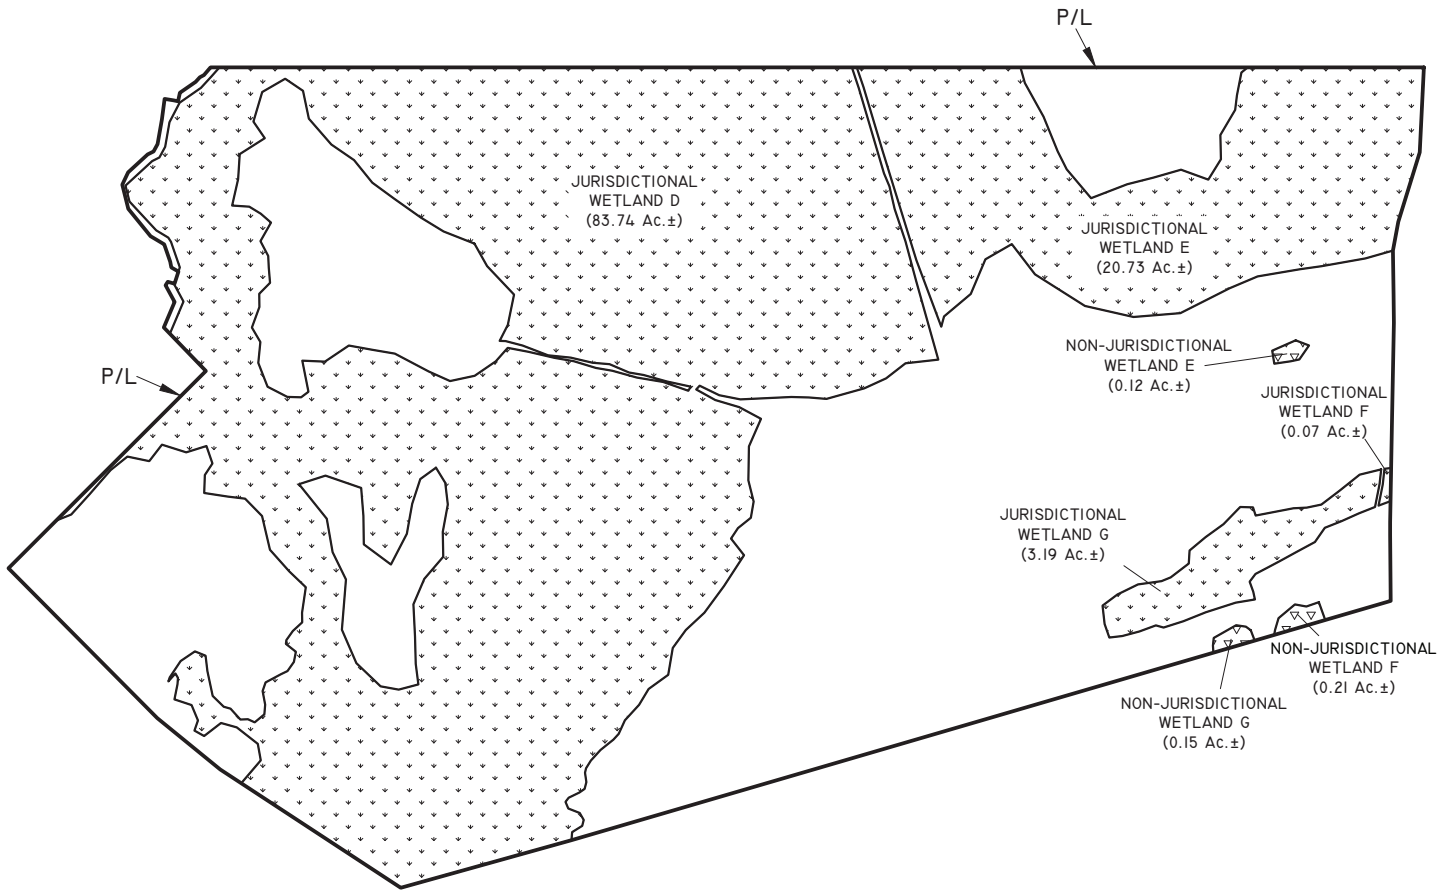 P/L
JURISDICTIONAL
WETLAND D
(83.74 Ac.±)
JURISDICTIONAL
WETLAND E
(20.73 Ac.±)
NON-JURISDICTIONAL
WETLAND E
(0.12 Ac.±)
P/L
JURISDICTIONAL
WETLAND F
(0.07 Ac.±)
JURISDICTIONAL
WETLAND G
(3.19 Ac.±)
NON-JURISDICTIONAL
WETLAND F
(0.21 Ac.±)
NON-JURISDICTIONAL
WETLAND G
(0.15 Ac.±)